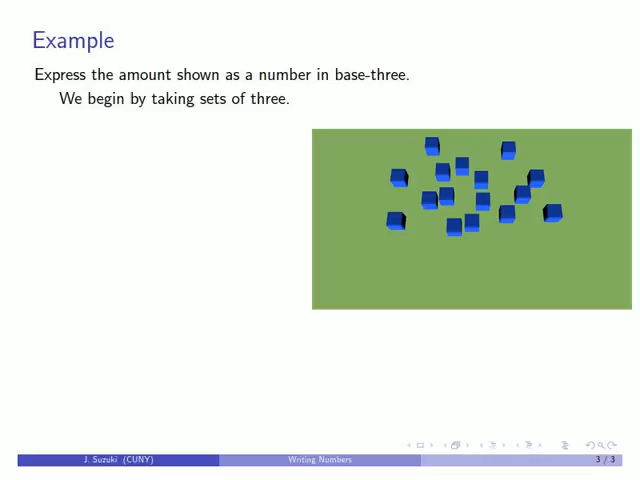 Example
Express the amount shown as a number in base-three.
We begin by taking sets of three.
J. Suzuki (CUNY)
Writing Numbers
3 / 3